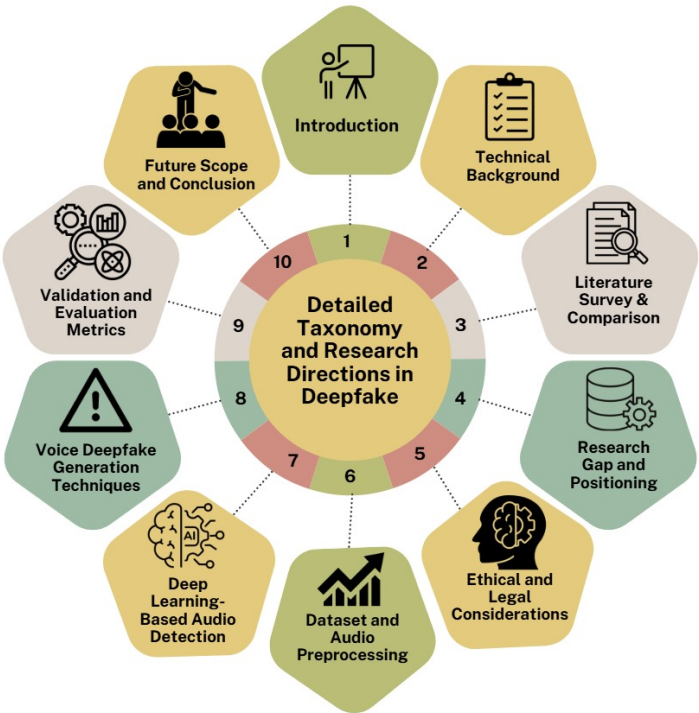 Introduction
Technical
Background
Literature
Survey &
Comparison
Research
Gap and
Positioning
Ethical and
Legal
Considerations
Dataset and
Audio
Preprocessing
Deep
Learning-
Based Audio
Detection
AI
Voice Deepfake
Generation
Techniques
Validation and
Evaluation
Metrics
Future Scope
and Conclusion
1
2
3
4
5
6
7
8
9
10
Detailed
Taxonomy
and Research
Directions in
Deepfake